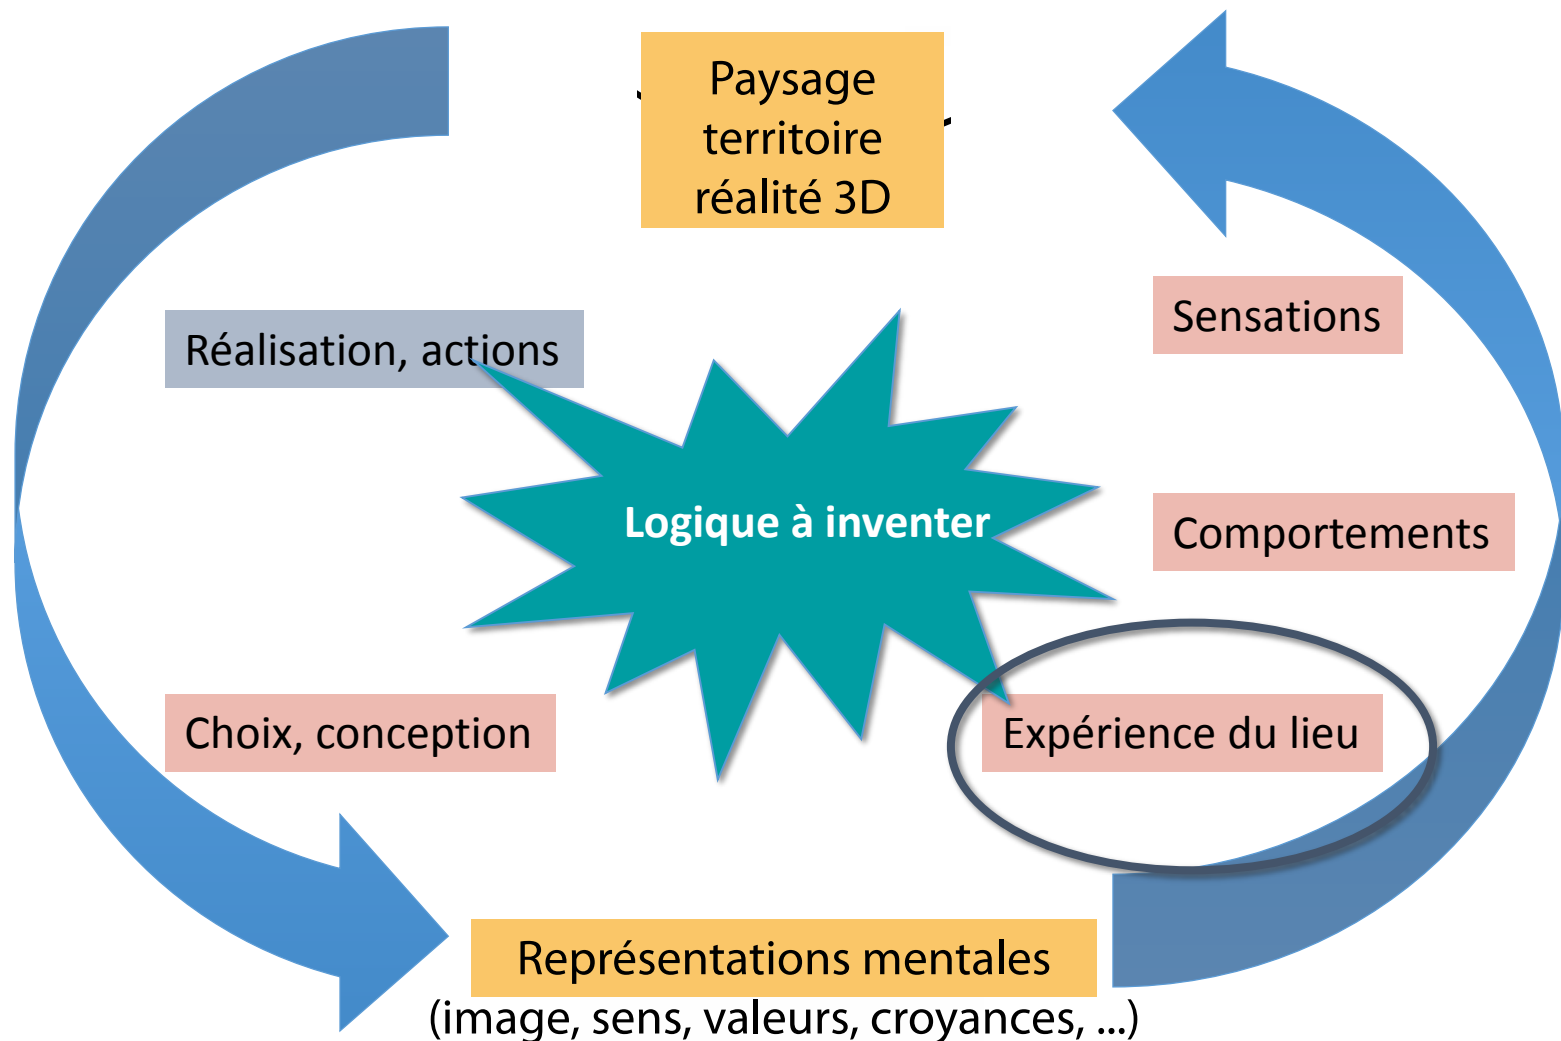 Paysage
territoire
réalité 3D
Sensations
Réalisation, actions
Logique à inventer
Comportements
Choix, conception
Expérience du lieu
Représentations mentales
(image, sens, valeurs, croyances, ...)